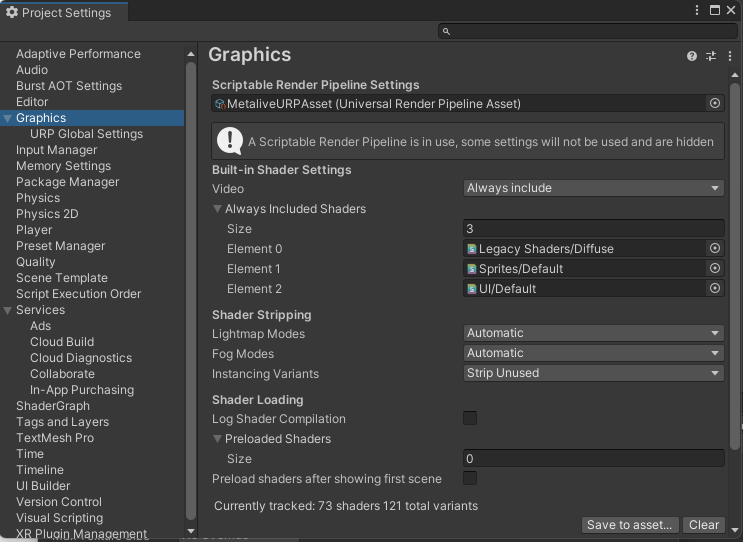 Project Settings
Adaptive Performance
Audio
Burst AOT Settings
Editor
Graphics
URP Global Settings
Input Manager
Memory Settings
Package Manager
Physics
Physics 2D
Player
Preset Manager
Quality
Scene Template
Script Execution Order
Services
Ads
Cloud Build
Cloud Diagnostics
Collaborate
In-App Purchasing
ShaderGraph
Tags and Layers
TextMesh Pro
Time
Timeline
UI Builder
Version Control
Visual Scripting
XR Plugin Management
Graphics
Scriptable Render Pipeline Settings
MetaliveURPAsset (Universal Render Pipeline Asset)
A Scriptable Render Pipeline is in use, some settings will not be used and are hidden
Built-in Shader Settings
Video Always include
Always Included Shaders
Size 3
Element 0 Legacy Shaders/Diffuse
Element 1 Sprites/Default
Element 2 UI/Default
Shader Stripping
Lightmap Modes Automatic
Fog Modes Automatic
Instancing Variants Strip Unused
Shader Loading
Log Shader Compilation
Preloaded Shaders
Size 0
Preload shaders after showing first scene
Currently tracked: 73 shaders 121 total variants
Save to asset... Clear